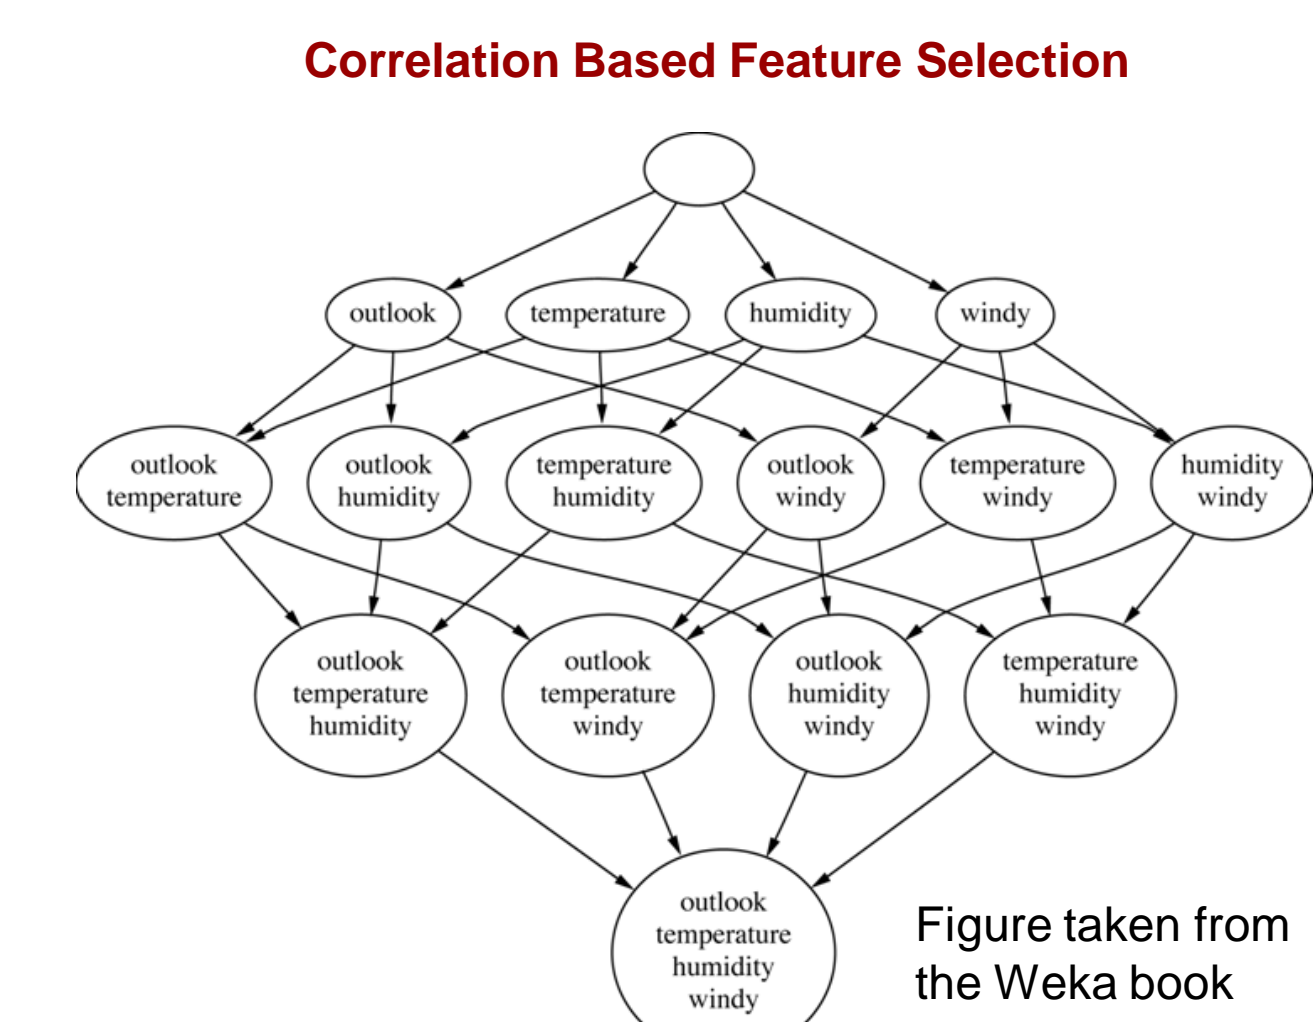 Correlation Based Feature Selection
outlook
temperature
humidity
windy
outlook
temperature
outlook
humidity
temperature
humidity
outlook
windy
temperature
windy
humidity
windy
outlook
temperature
humidity
outlook
temperature
windy
outlook
humidity
windy
temperature
humidity
windy
outlook
temperature
humidity
windy
Figure taken from
the Weka book